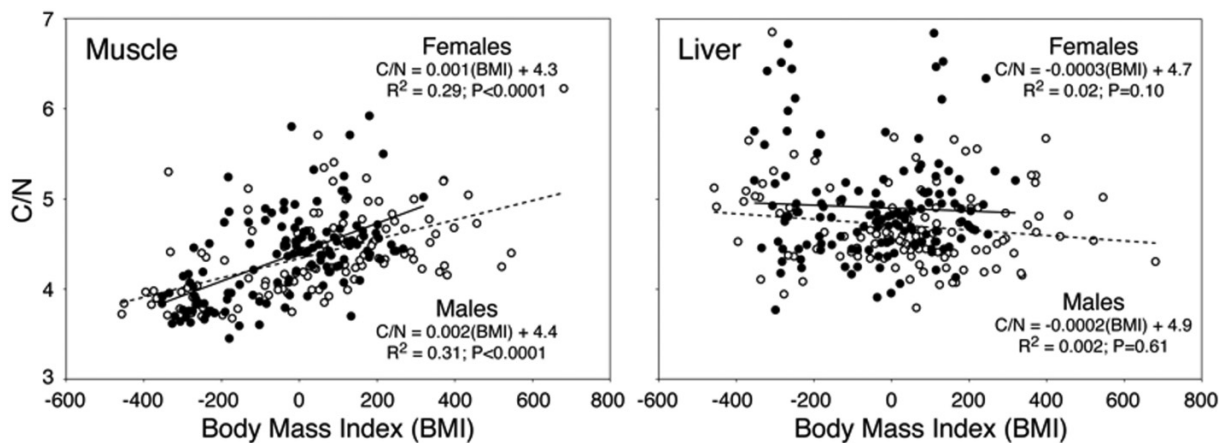 Muscle
Females
C/N = 0.001(BMI) + 4.3
R² = 0.29; P<0.0001
Males
C/N = 0.002(BMI) + 4.4
R² = 0.31; P<0.0001
C/N
7
6
5
4
3
-600 -400 -200 0 200 400 600 800
Body Mass Index (BMI)
Liver
Females
C/N = -0.0003(BMI) + 4.7
R² = 0.02; P=0.10
Males
C/N = -0.0002(BMI) + 4.9
R² = 0.002; P=0.61
-600 -400 -200 0 200 400 600 800
Body Mass Index (BMI)